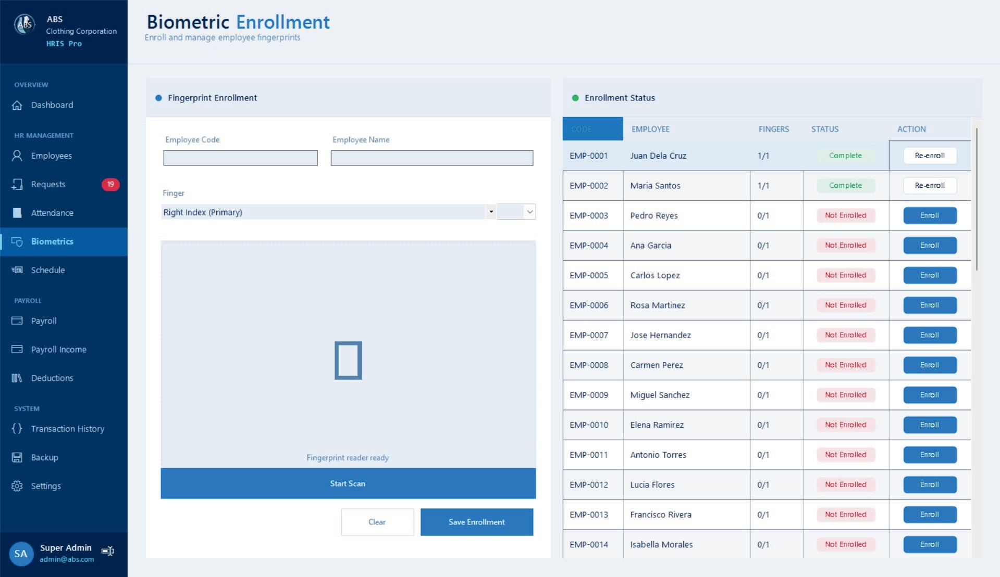 ABS
ABS
Clothing Corporation
HRIS Pro
OVERVIEW
Dashboard
HR MANAGEMENT
Employees
Requests 19
Attendance
Biometrics
Schedule
PAYROLL
Payroll
Payroll Income
Deductions
SYSTEM
Transaction History
Backup
Settings
SA
Super Admin
admin@abs.com
Biometric Enrollment
Enroll and manage employee fingerprints
Fingerprint Enrollment
Employee Code Employee Name
Finger
Right Index (Primary)
Fingerprint reader ready
Start Scan
Clear Save Enrollment
Enrollment Status
CODE EMPLOYEE FINGERS STATUS ACTION
EMP-0001 Juan Dela Cruz 1/1 Complete Re-enroll
EMP-0002 Maria Santos 1/1 Complete Re-enroll
EMP-0003 Pedro Reyes 0/1 Not Enrolled Enroll
EMP-0004 Ana Garcia 0/1 Not Enrolled Enroll
EMP-0005 Carlos Lopez 0/1 Not Enrolled Enroll
EMP-0006 Rosa Martinez 0/1 Not Enrolled Enroll
EMP-0007 Jose Hernandez 0/1 Not Enrolled Enroll
EMP-0008 Carmen Perez 0/1 Not Enrolled Enroll
EMP-0009 Miguel Sanchez 0/1 Not Enrolled Enroll
EMP-0010 Elena Ramirez 0/1 Not Enrolled Enroll
EMP-0011 Antonio Torres 0/1 Not Enrolled Enroll
EMP-0012 Lucia Flores 0/1 Not Enrolled Enroll
EMP-0013 Francisco Rivera 0/1 Not Enrolled Enroll
EMP-0014 Isabella Morales 0/1 Not Enrolled Enroll